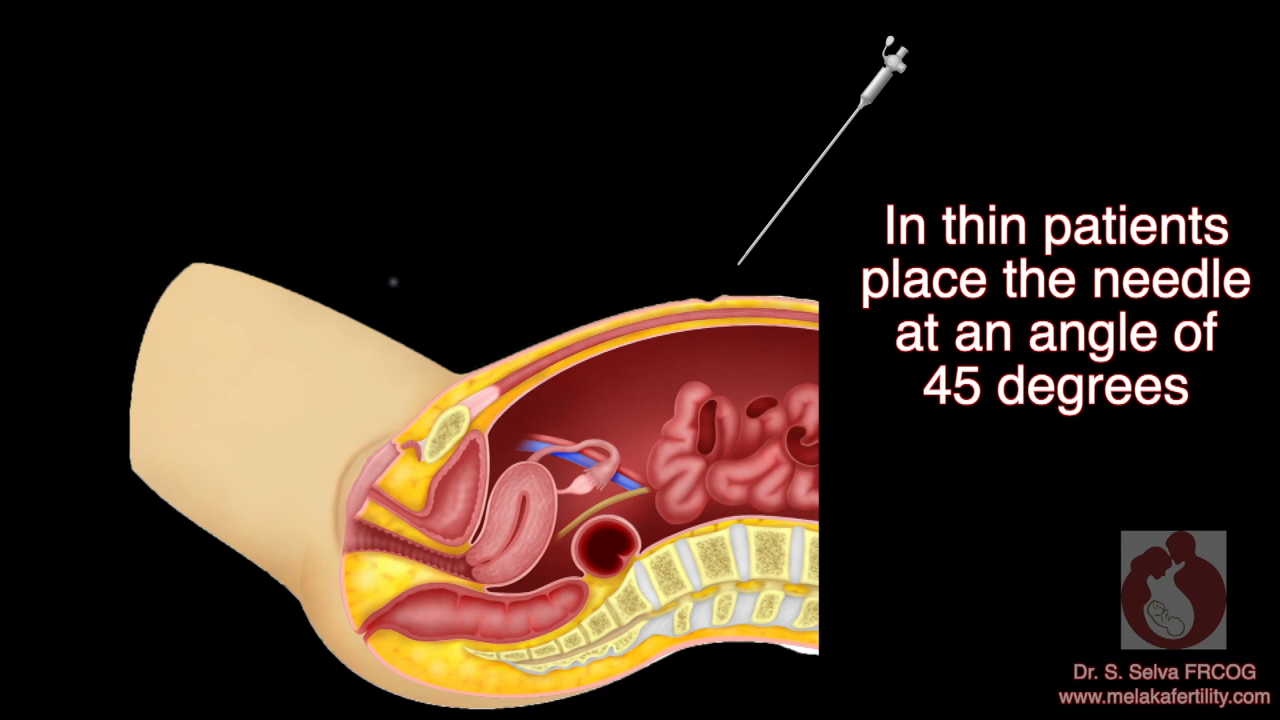 In thin patients
place the needle
at an angle of
45 degrees
Dr. S. Selva FRCOG
www.melakafertility.com